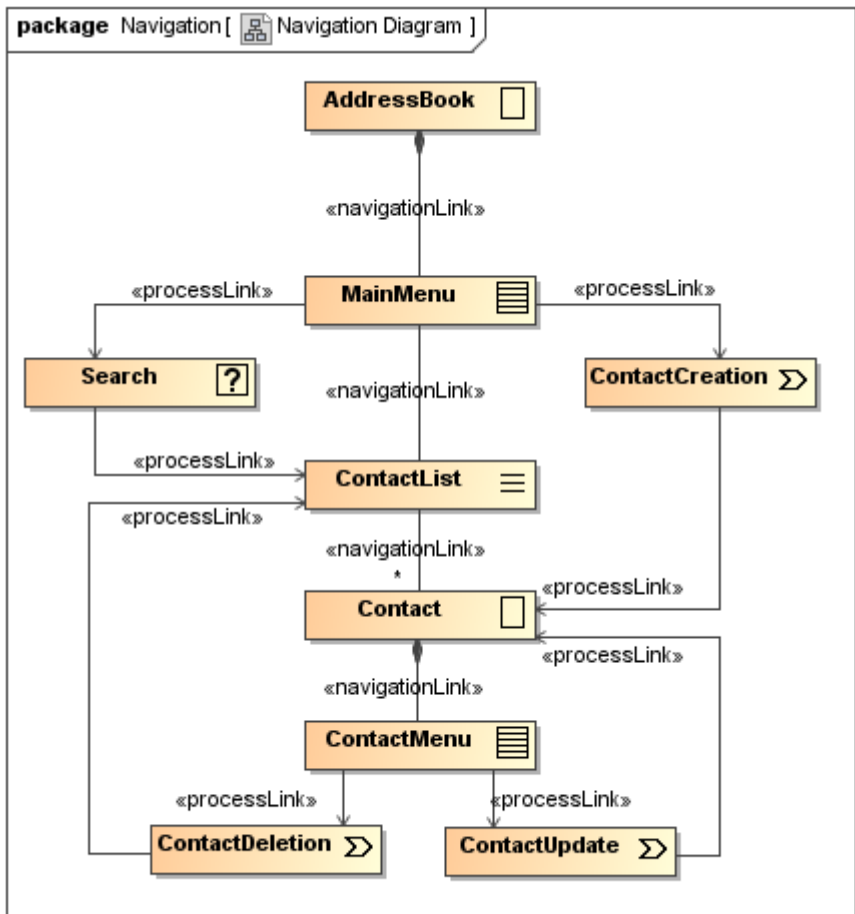 package Navigation [ Navigation Diagram ]
AddressBook
«navigationLink»
«processLink»
MainMenu
«processLink»
Search ?
«navigationLink»
ContactCreation
«processLink»
ContactList
«processLink»
«navigationLink»
*
Contact
«processLink»
«processLink»
«navigationLink»
ContactMenu
«processLink»
«processLink»
ContactDeletion
ContactUpdate